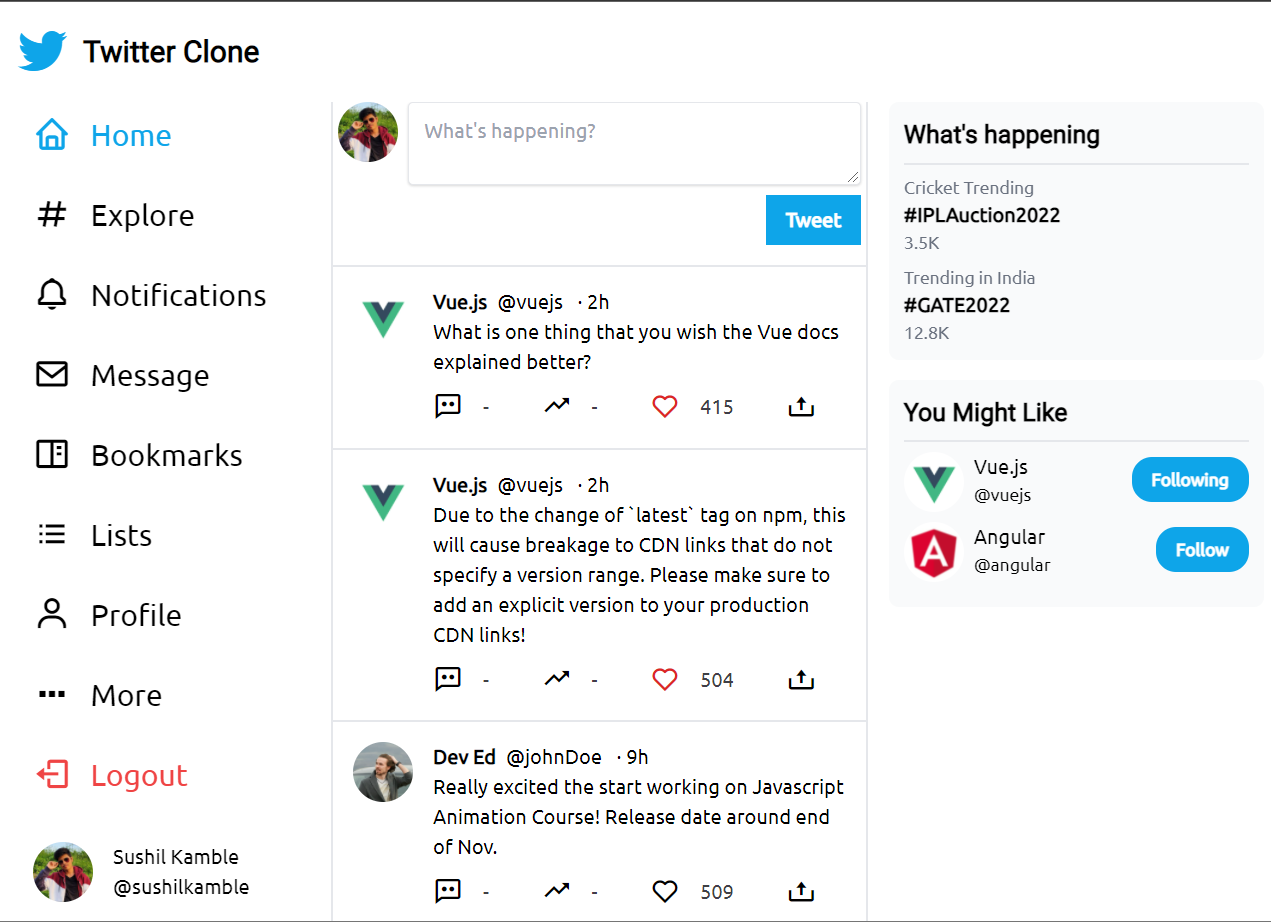 Twitter Clone
Home
Explore
Notifications
Message
Bookmarks
Lists
Profile
More
Logout
Sushil Kamble
@sushilkamble
What's happening?
Tweet
Vue.js @vuejs · 2h
What is one thing that you wish the Vue docs
explained better?
- - 415
Vue.js @vuejs · 2h
Due to the change of `latest` tag on npm, this
will cause breakage to CDN links that do not
specify a version range. Please make sure to
add an explicit version to your production
CDN links!
- - 504
Dev Ed @johnDoe · 9h
Really excited the start working on Javascript
Animation Course! Release date around end
of Nov.
- - 509
What's happening
Cricket Trending
#IPLAuction2022
3.5K
Trending in India
#GATE2022
12.8K
You Might Like
Vue.js
@vuejs
Following
Angular
@angular
Follow